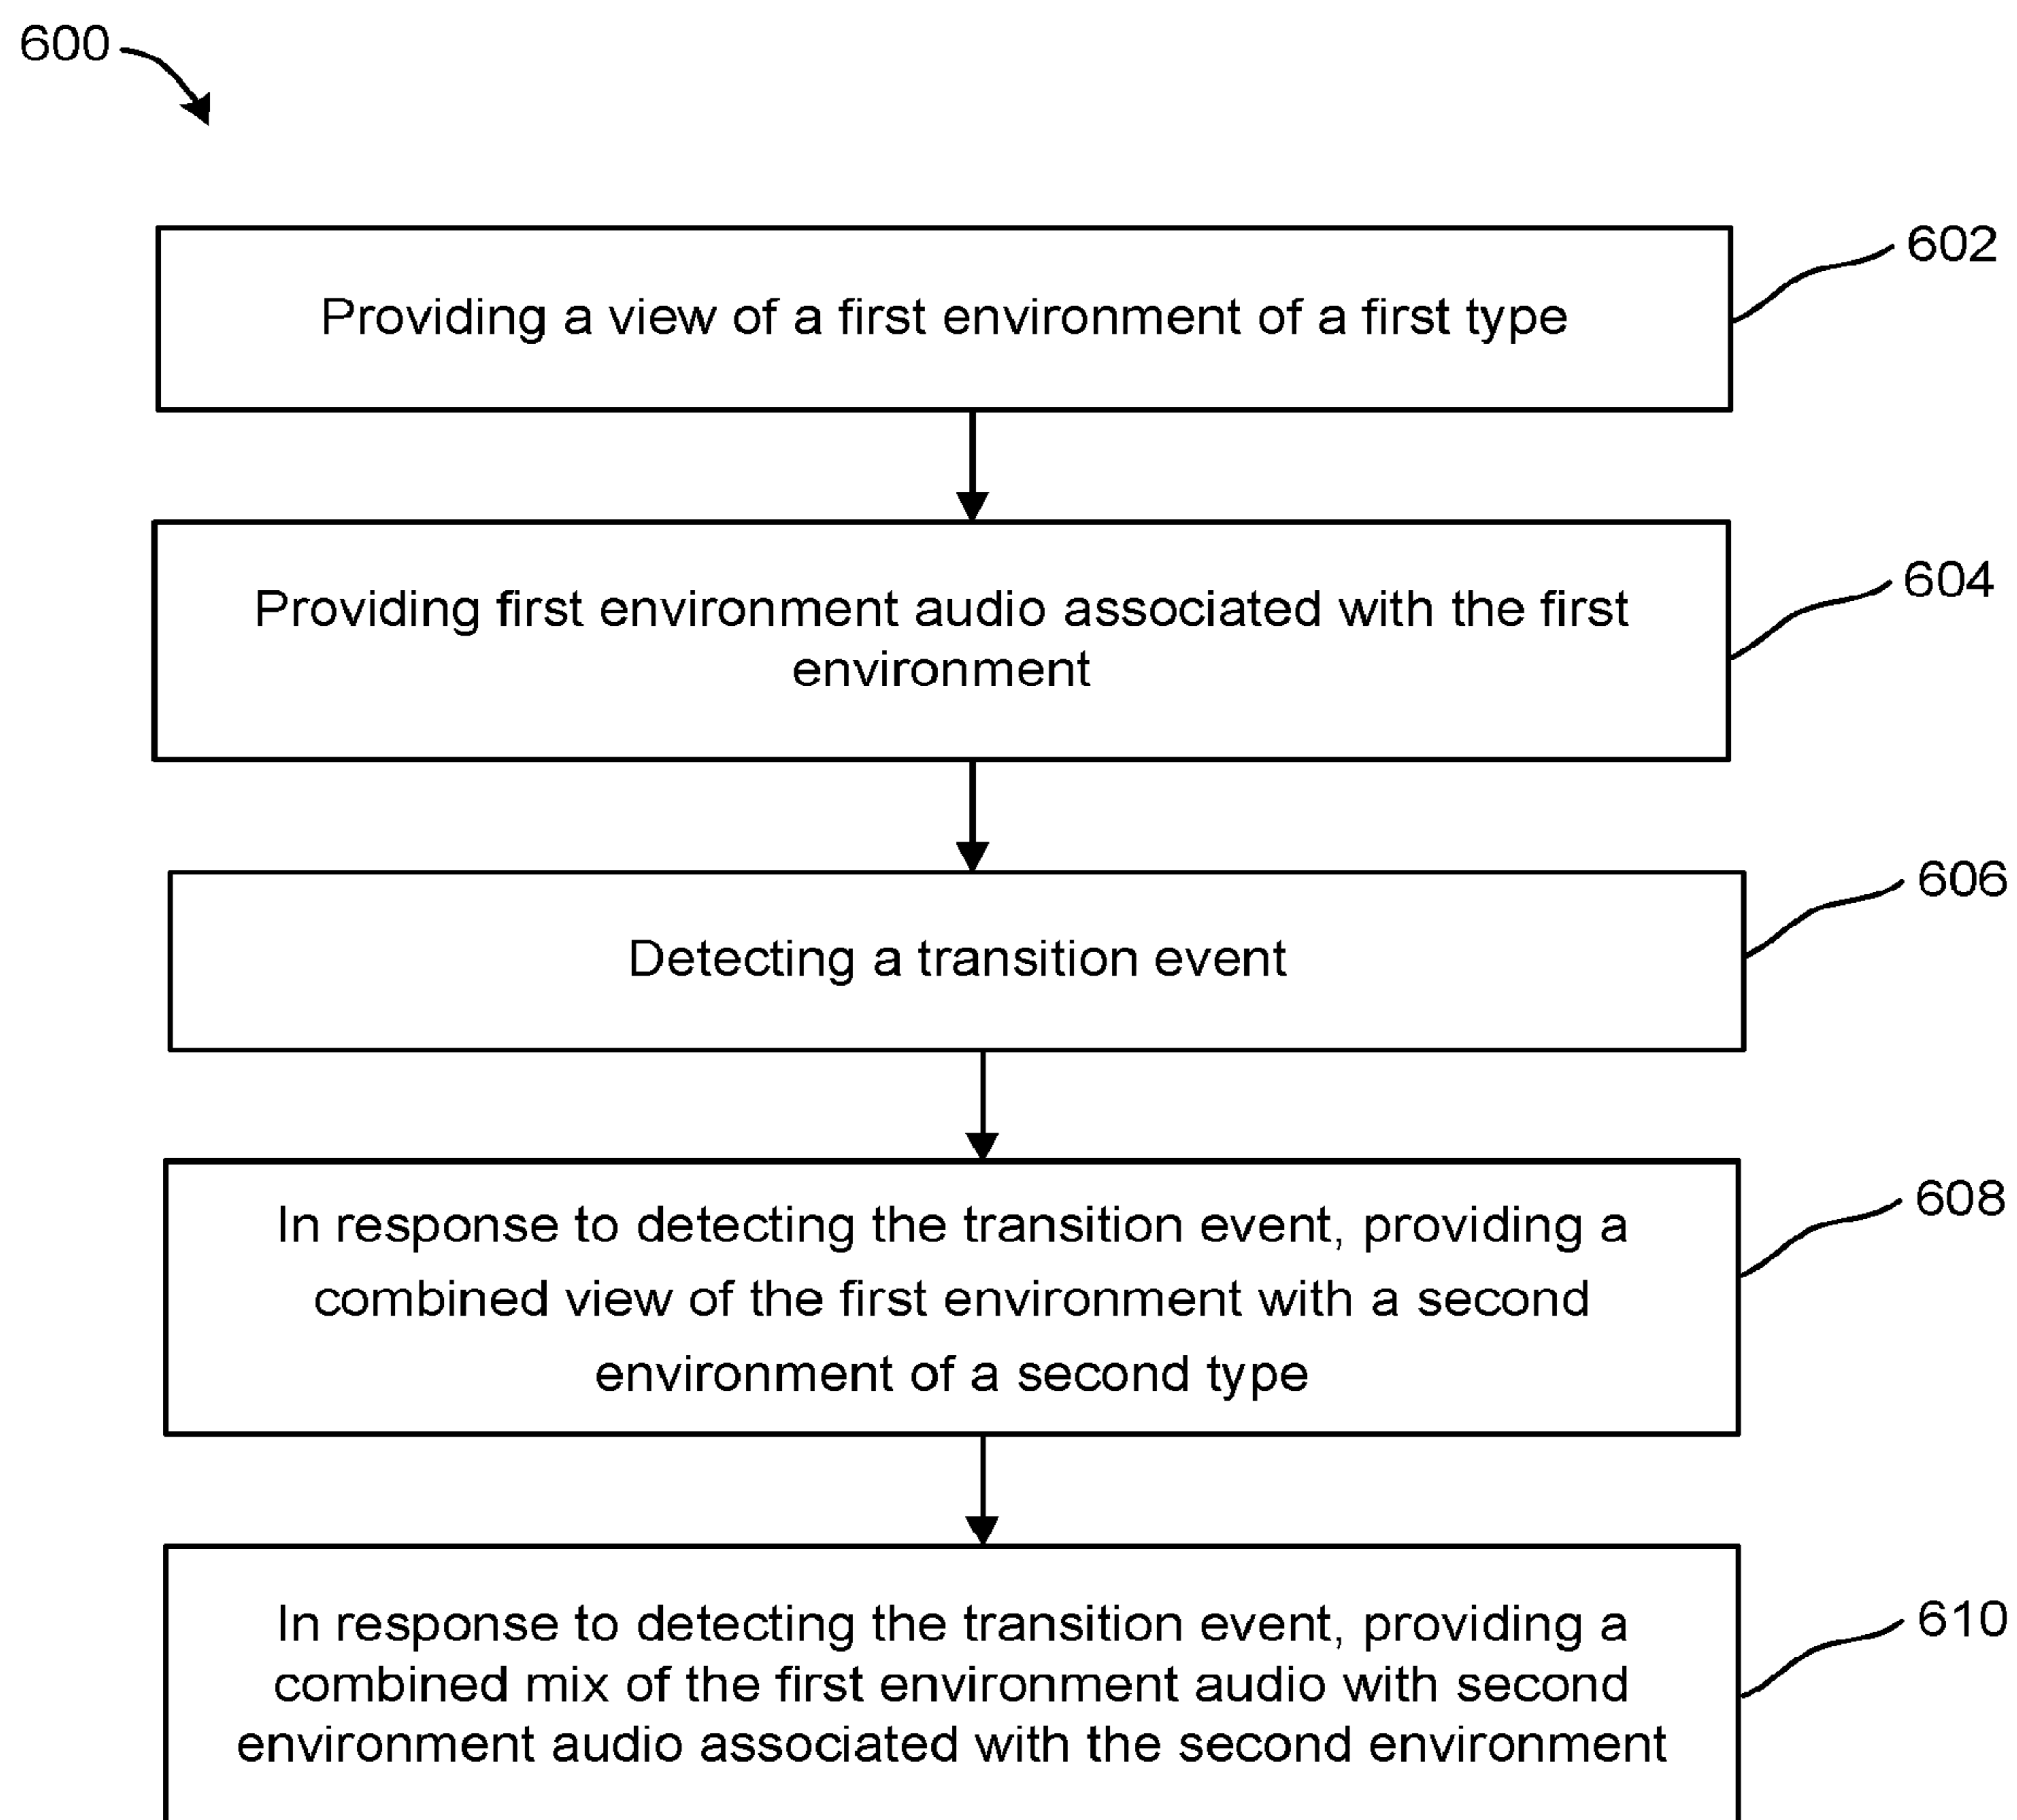 600
602
Providing a view of a first environment of a first type
604
Providing first environment audio associated with the first
environment
606
Detecting a transition event
608
In response to detecting the transition event, providing a
combined view of the first environment with a second
environment of a second type
610
In response to detecting the transition event, providing a
combined mix of the first environment audio with second
environment audio associated with the second environment